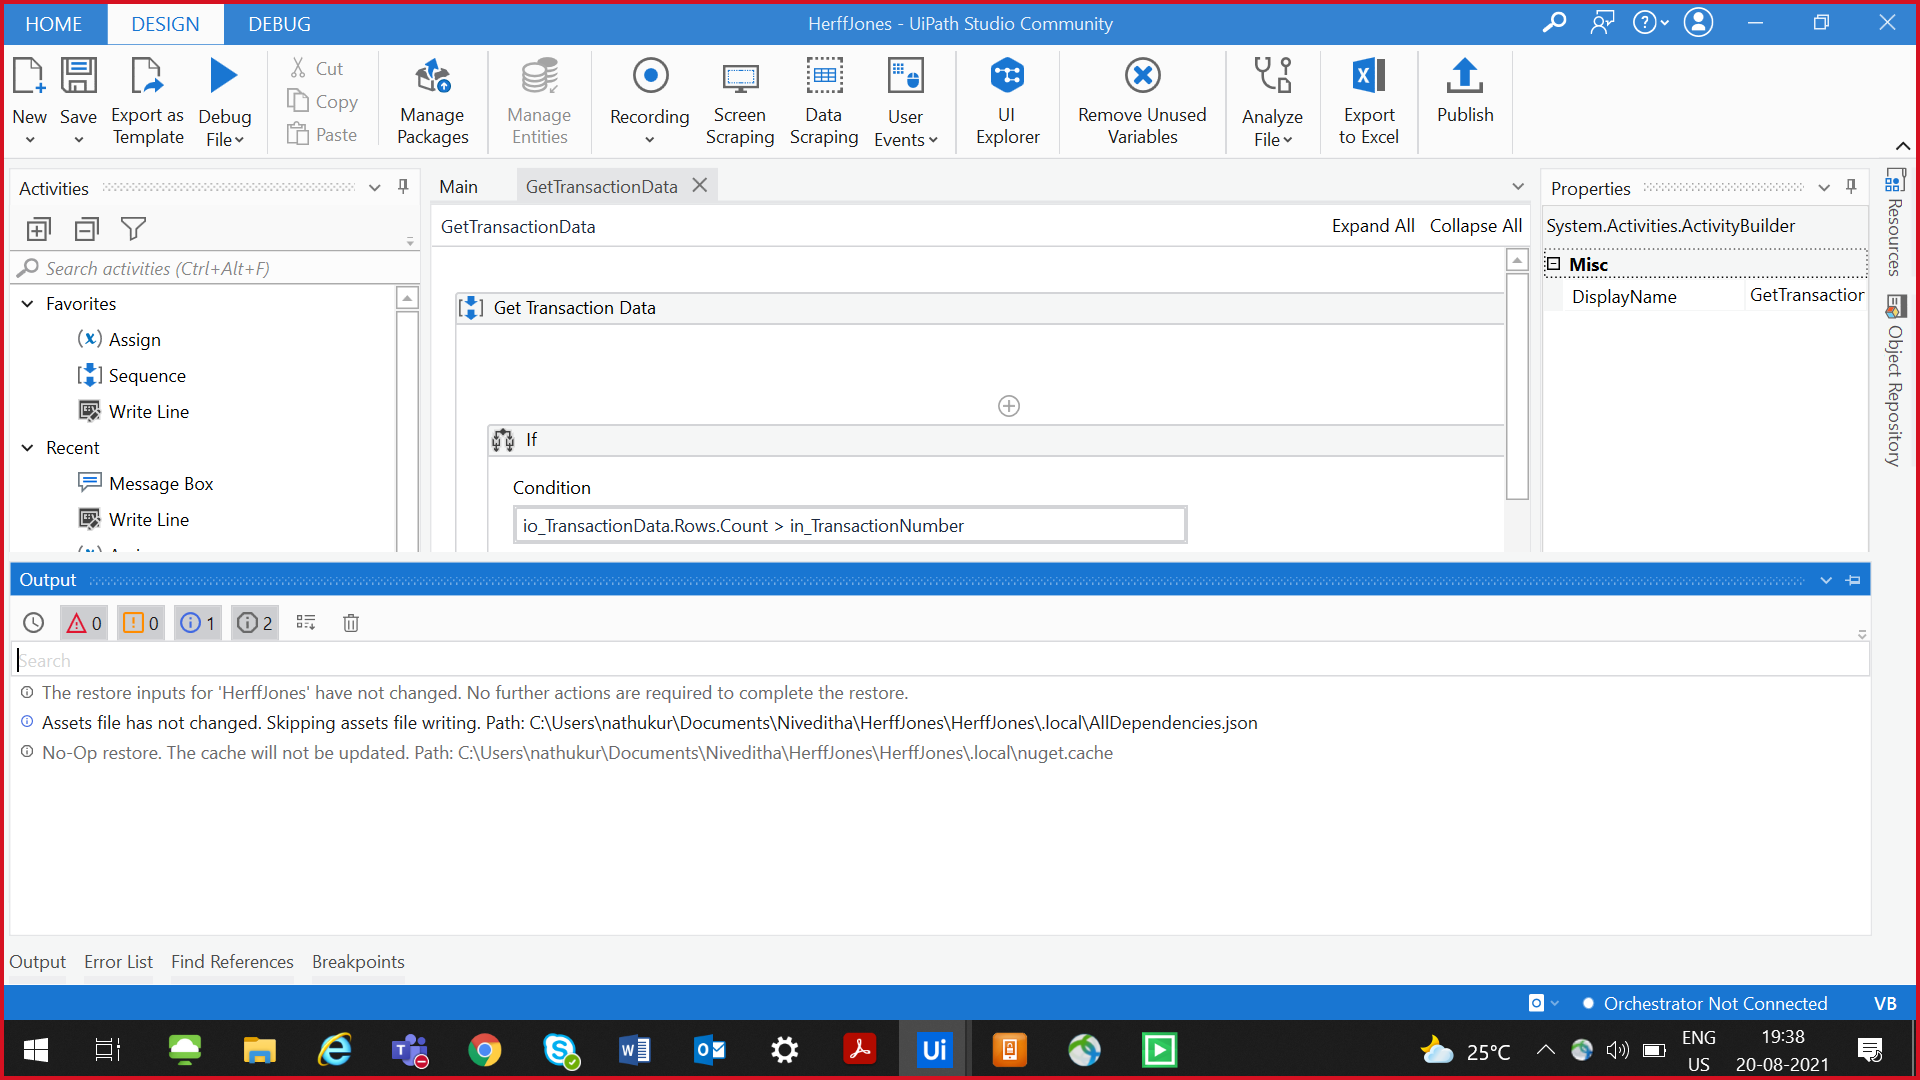 HOME DESIGN DEBUG HerffJones - UiPath Studio Community
New Save Export as Template Debug File Cut Copy Paste Manage Packages Manage Entities Recording Screen Scraping Data Scraping User Events UI Explorer Remove Unused Variables Analyze File Export to Excel Publish
Activities
Search activities (Ctrl+Alt+F)
Favorites
Assign
Sequence
Write Line
Recent
Message Box
Write Line
Main GetTransactionData
GetTransactionData Expand All Collapse All
Get Transaction Data
If
Condition
io_TransactionData.Rows.Count > in_TransactionNumber
Properties
System.Activities.ActivityBuilder
Misc
DisplayName GetTransaction
Resources
Object Repository
Output
0 0 1 2
Search
The restore inputs for 'HerffJones' have not changed. No further actions are required to complete the restore.
Assets file has not changed. Skipping assets file writing. Path: C:\Users\nathukur\Documents\Niveditha\HerffJones\HerffJones\.local\AllDependencies.json
No-Op restore. The cache will not be updated. Path: C:\Users\nathukur\Documents\Niveditha\HerffJones\HerffJones\.local\nuget.cache
Output Error List Find References Breakpoints
Orchestrator Not Connected VB
Ui
25°C
ENG
US
19:38
20-08-2021